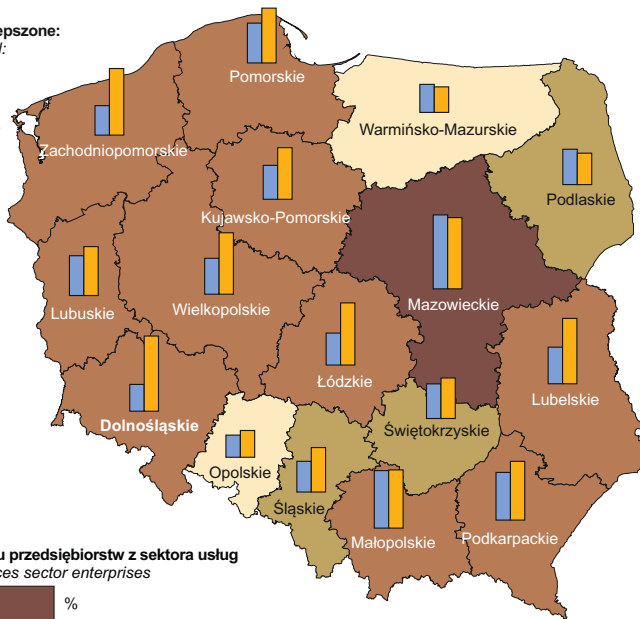 epszone:
d:
Pomorskie
Warmińsko-Mazurskie
Zachodniopomorskie
Podlaskie
Kujawsko-Pomorskie
Mazowieckie
Wielkopolskie
Lubuskie
Łódzkie
Lubelskie
Dolnośląskie
Świętokrzyskie
Opolskie
Śląskie
Małopolskie
Podkarpackie
u przedsiębiorstw z sektora usług
ces sector enterprises
%